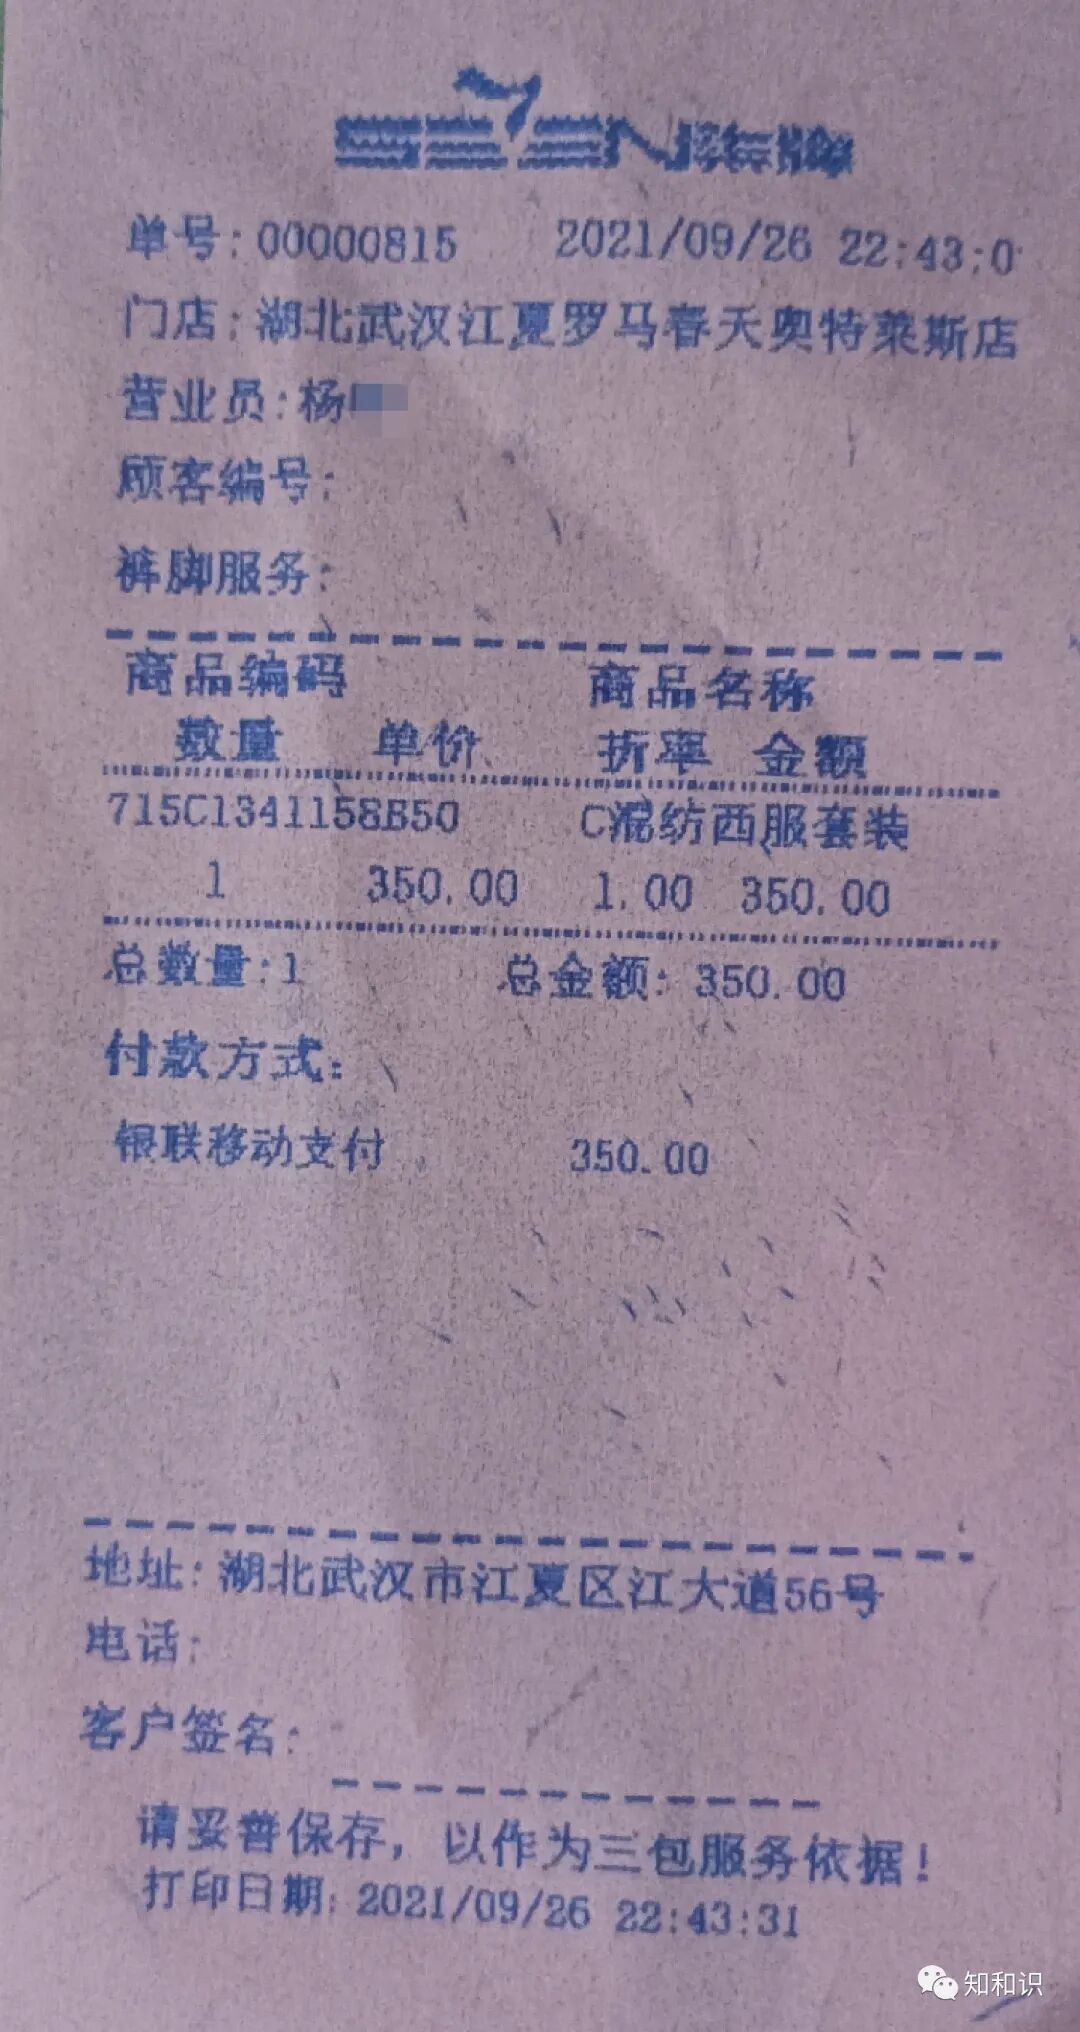 单号:00000815 2021/09/26 22:43:0
门店:湖北武汉江夏罗马春天奥特莱斯店
营业员:杨
顾客编号:
裤脚服务:
商品编码 商品名称
数量 单价 折率 金额
715C1341158B50 C混纺西服套装
1 350.00 1.00 350.00
总数量:1 总金额: 350.00
付款方式:
银联移动支付 350.00
地址:湖北武汉市江夏区江大道56号
电话:
客户签名:
请妥善保存，以作为三包服务依据!
打印日期: 2021/09/26 22:43:31
知和识